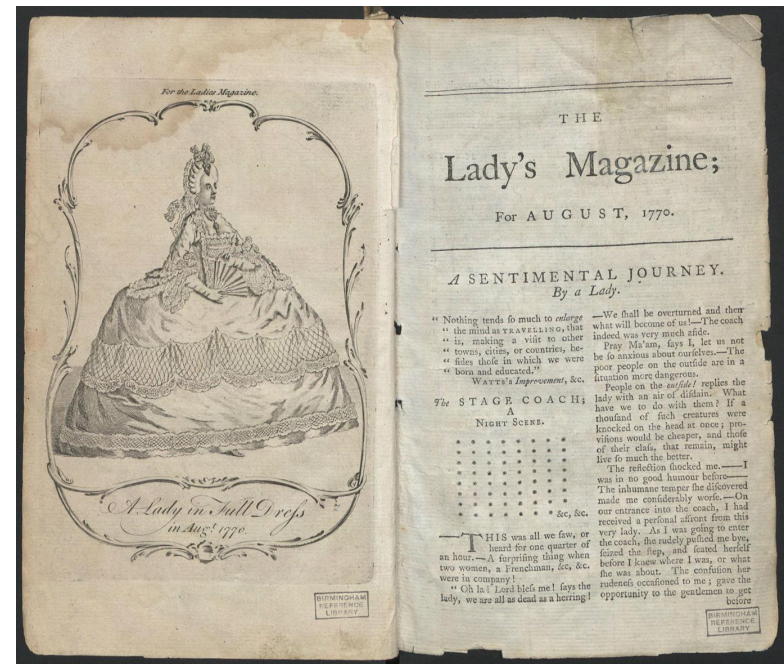 For the Ladies Magazine.
A Lady in Full Dreſs
in Augt. 1770.
BIRMINGHAM
REFERENCE
LIBRARY
THE
Lady's Magazine;
For AUGUST, 1770.
A SENTIMENTAL JOURNEY.
By a Lady.
“ Nothing tends ſo much to enlarge
“ the mind as TRAVELLING, that
“ is, making a viſit to other
“ towns, cities, or countries, be-
“ ſides thoſe in which we were
“ born and educated.”
WATTS's Improvement, &c.
The STAGE COACH;
A
NIGHT SCENE.
* * * * * * *
* * * * * * *
* * * * * * *
* * * * * * *
* * * * * * *
* * * * * * *
* * * * * * *
* * * * * * * &c, &c.
—THIS was all we ſaw, or
heard for one quarter of
an hour.—A ſurpriſing thing when
two women, a Frenchman, &c, &c.
were in company!
“ Oh la! Lord bleſs me! ſays the
lady, we are all as dead as a herring!
—We ſhall be overturned and then
what will become of us!—The coach
indeed was very much aſide.
Pray Ma'am, ſays I, let us not
be ſo anxious about ourſelves.—The
poor people on the outſide are in a
ſituation more dangerous.
People on the outſide! replies the
lady with an air of diſdain. What
have we to do with them? If a
thouſand of ſuch creatures were
knocked on the head at once; pro-
viſions would be cheaper, and thoſe
of their claſs, that remain, might
live ſo much the better.
The reflection ſhocked me.——I
was in no good humour before——
The inhumane temper ſhe diſcovered
made me conſiderably worſe.—On
our entrance into the coach, I had
received a perſonal affront from this
very lady. As I was going to enter
the coach, ſhe rudely puſhed me bye,
ſeized the ſtep, and ſeated herſelf
before I knew where I was, or what
ſhe was about. The confuſion her
rudeneſs occaſioned to me; gave the
opportunity to the gentlemen to get
before
BIRMINGHAM
REFERENCE
LIBRARY